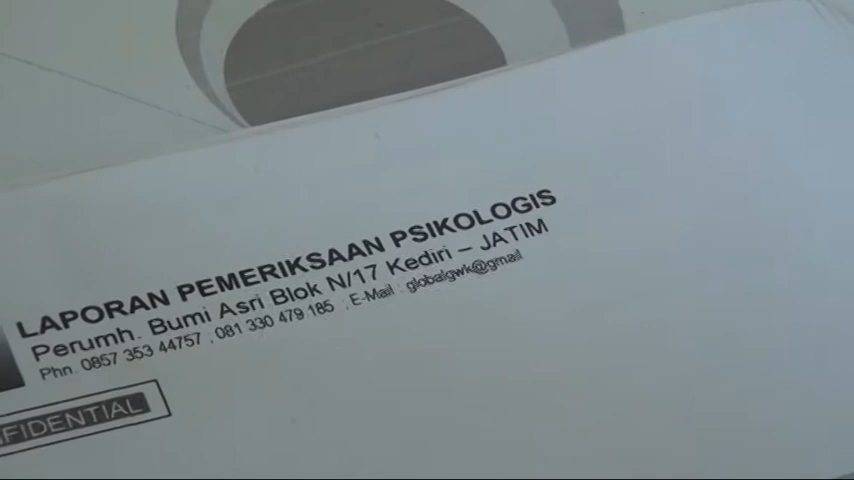 LAPORAN PEMERIKSAAN PSIKOLOGIS
Perumh. Bumi Asri Blok N/17 Kediri – JATIM
Phn. 0857 353 44757 , 081 330 479 185 ; E-Mail : globalgwk@gmail
FIDENTIAL